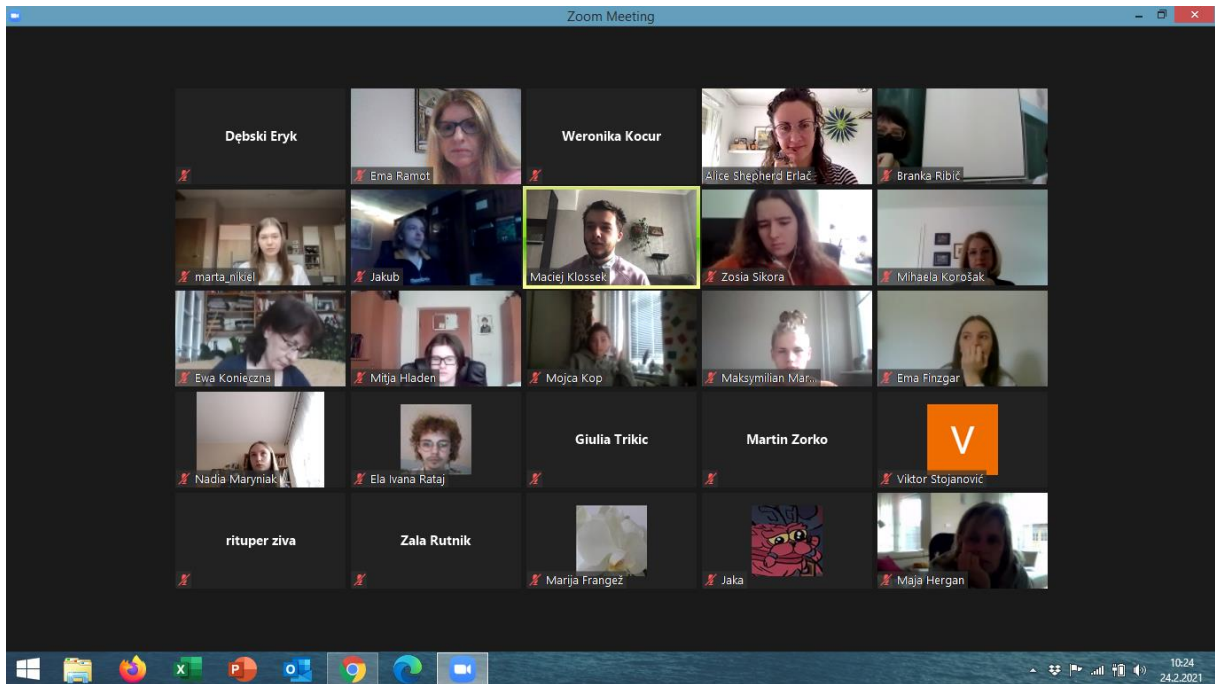 Zoom Meeting
Dębski Eryk
Ema Ramot
Weronika Kocur
Alice Shepherd Erlač
Branka Ribič
marta_nikiel
Jakub
Maciej Klossek
Zosia Sikora
Mihaela Korošak
Ewa Konieczna
Mitja Hladen
Mojca Kop
Maksymilian Mar...
Ema Finzgar
Nadia Maryniak
Ela Ivana Rataj
Giulia Trikic
Martin Zorko
V
Viktor Stojanović
rituper ziva
Zala Rutnik
Marija Frangež
Jaka
Maja Hergan
10:24
24.2.2021